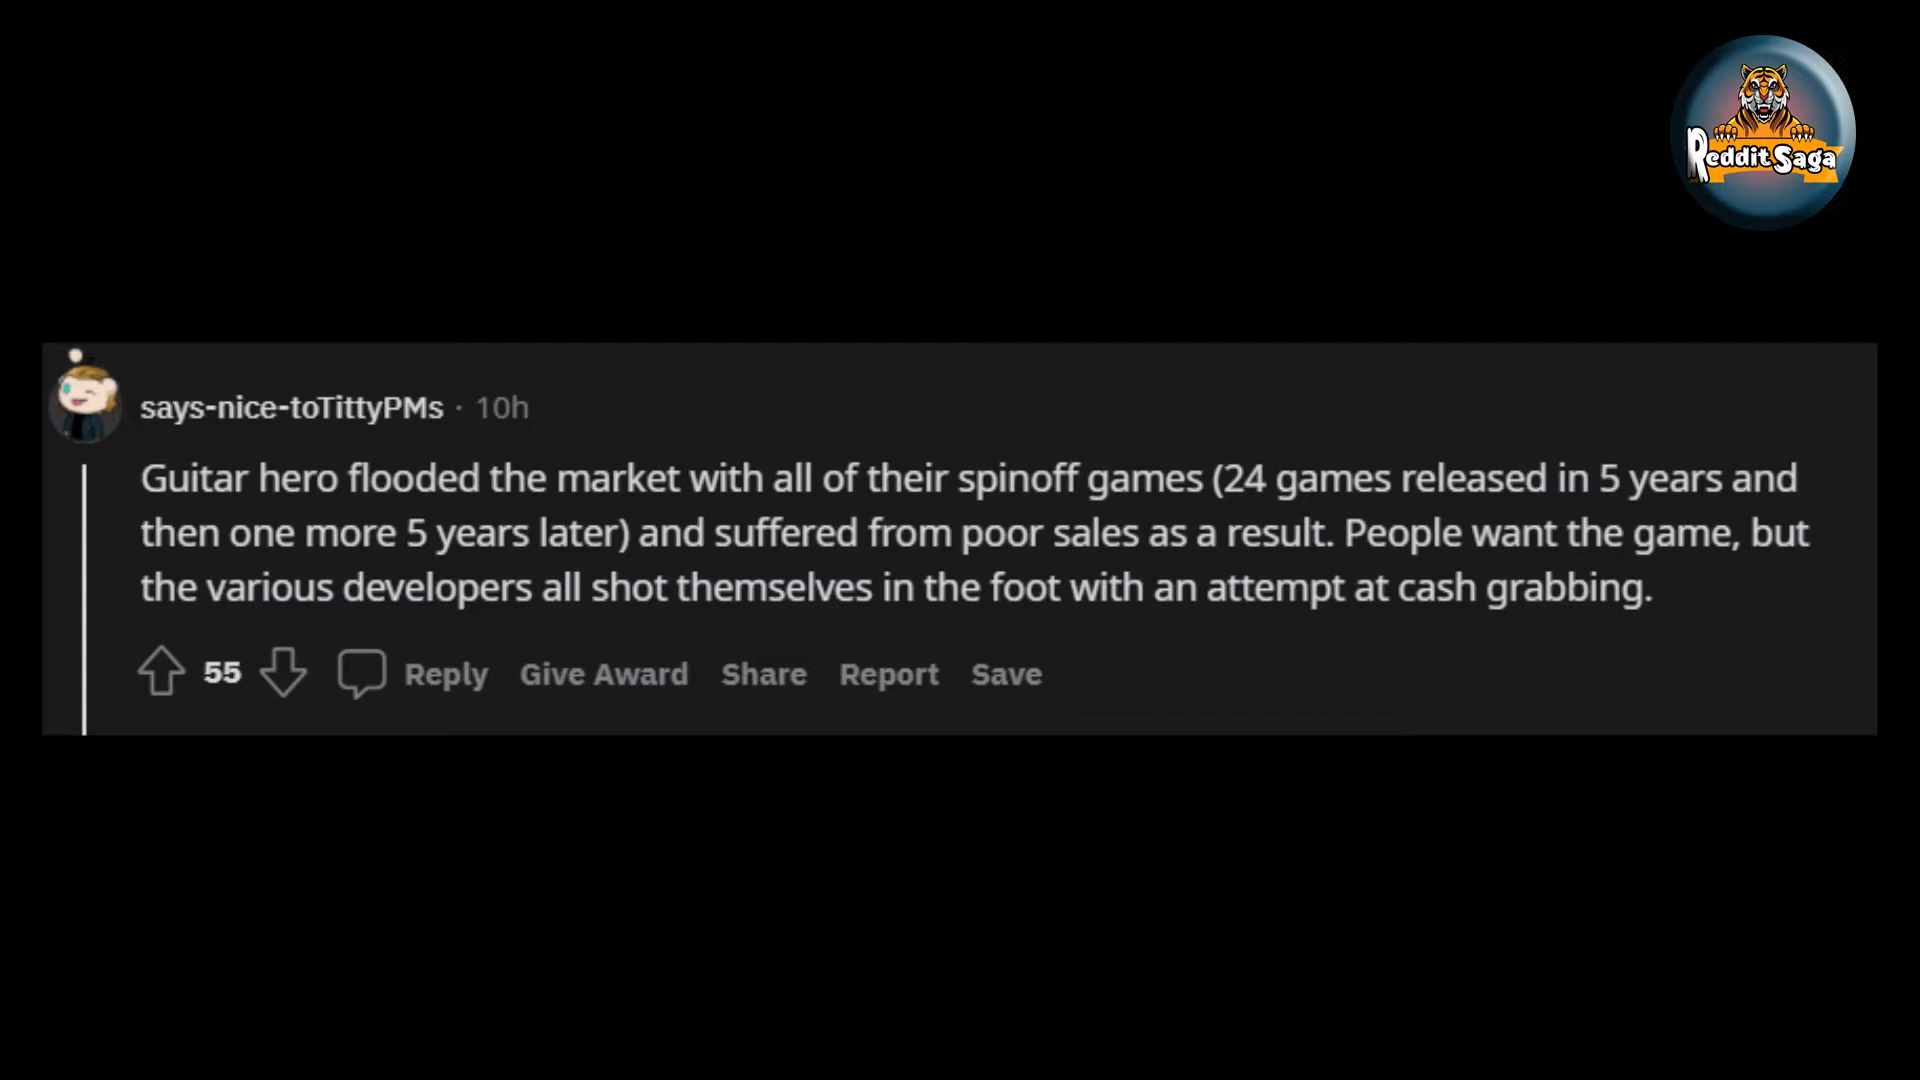 Reddit Saga
says-nice-toTittyPMs · 10h
Guitar hero flooded the market with all of their spinoff games (24 games released in 5 years and
then one more 5 years later) and suffered from poor sales as a result. People want the game, but
the various developers all shot themselves in the foot with an attempt at cash grabbing.
55 Reply Give Award Share Report Save